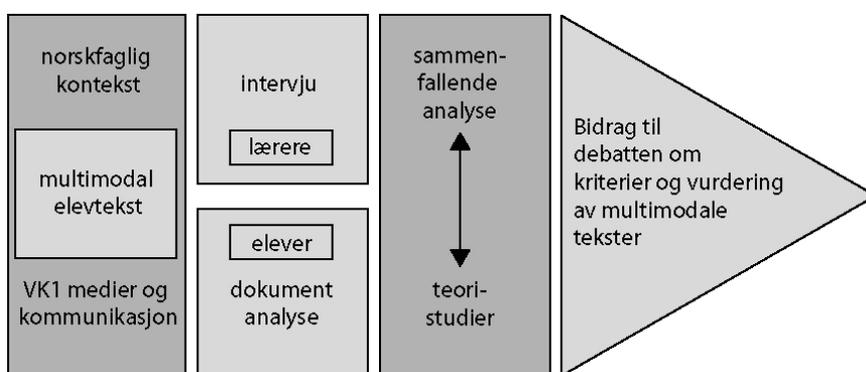 norskfaglig
kontekst
multimodal
elevtekst
VK1 medier og
kommunikasjon
intervju
lærere
elever
dokument
analyse
sammen-
fallende
analyse
teori-
studier
Bidrag til
debatten om
kriterier og vurdering
av multimodale
tekster